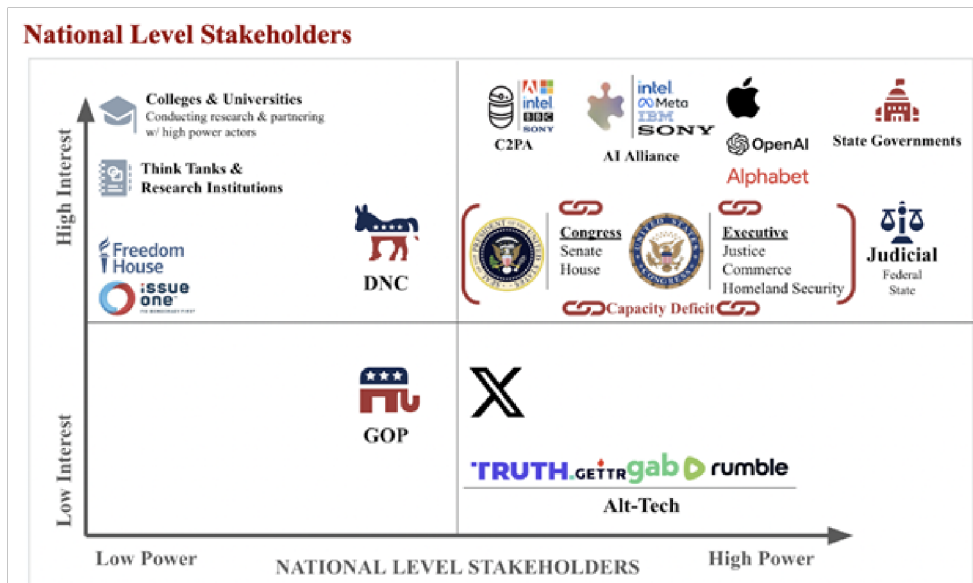 National Level Stakeholders
High Interest
Low Interest
Colleges & Universities
Conducting research & partnering
w/ high power actors
Think Tanks &
Research Institutions
Freedom
House
issue
one
DNC
A
intel
BBC
SONY
C2PA
intel
Meta
IBM
SONY
AI Alliance
OpenAI
Alphabet
State Governments
Congress
Senate
House
Executive
Justice
Commerce
Homeland Security
Capacity Deficit
Judicial
Federal
State
GOP
X
TRUTH.
GETTR
gab
rumble
Alt-Tech
Low Power
NATIONAL LEVEL STAKEHOLDERS
High Power